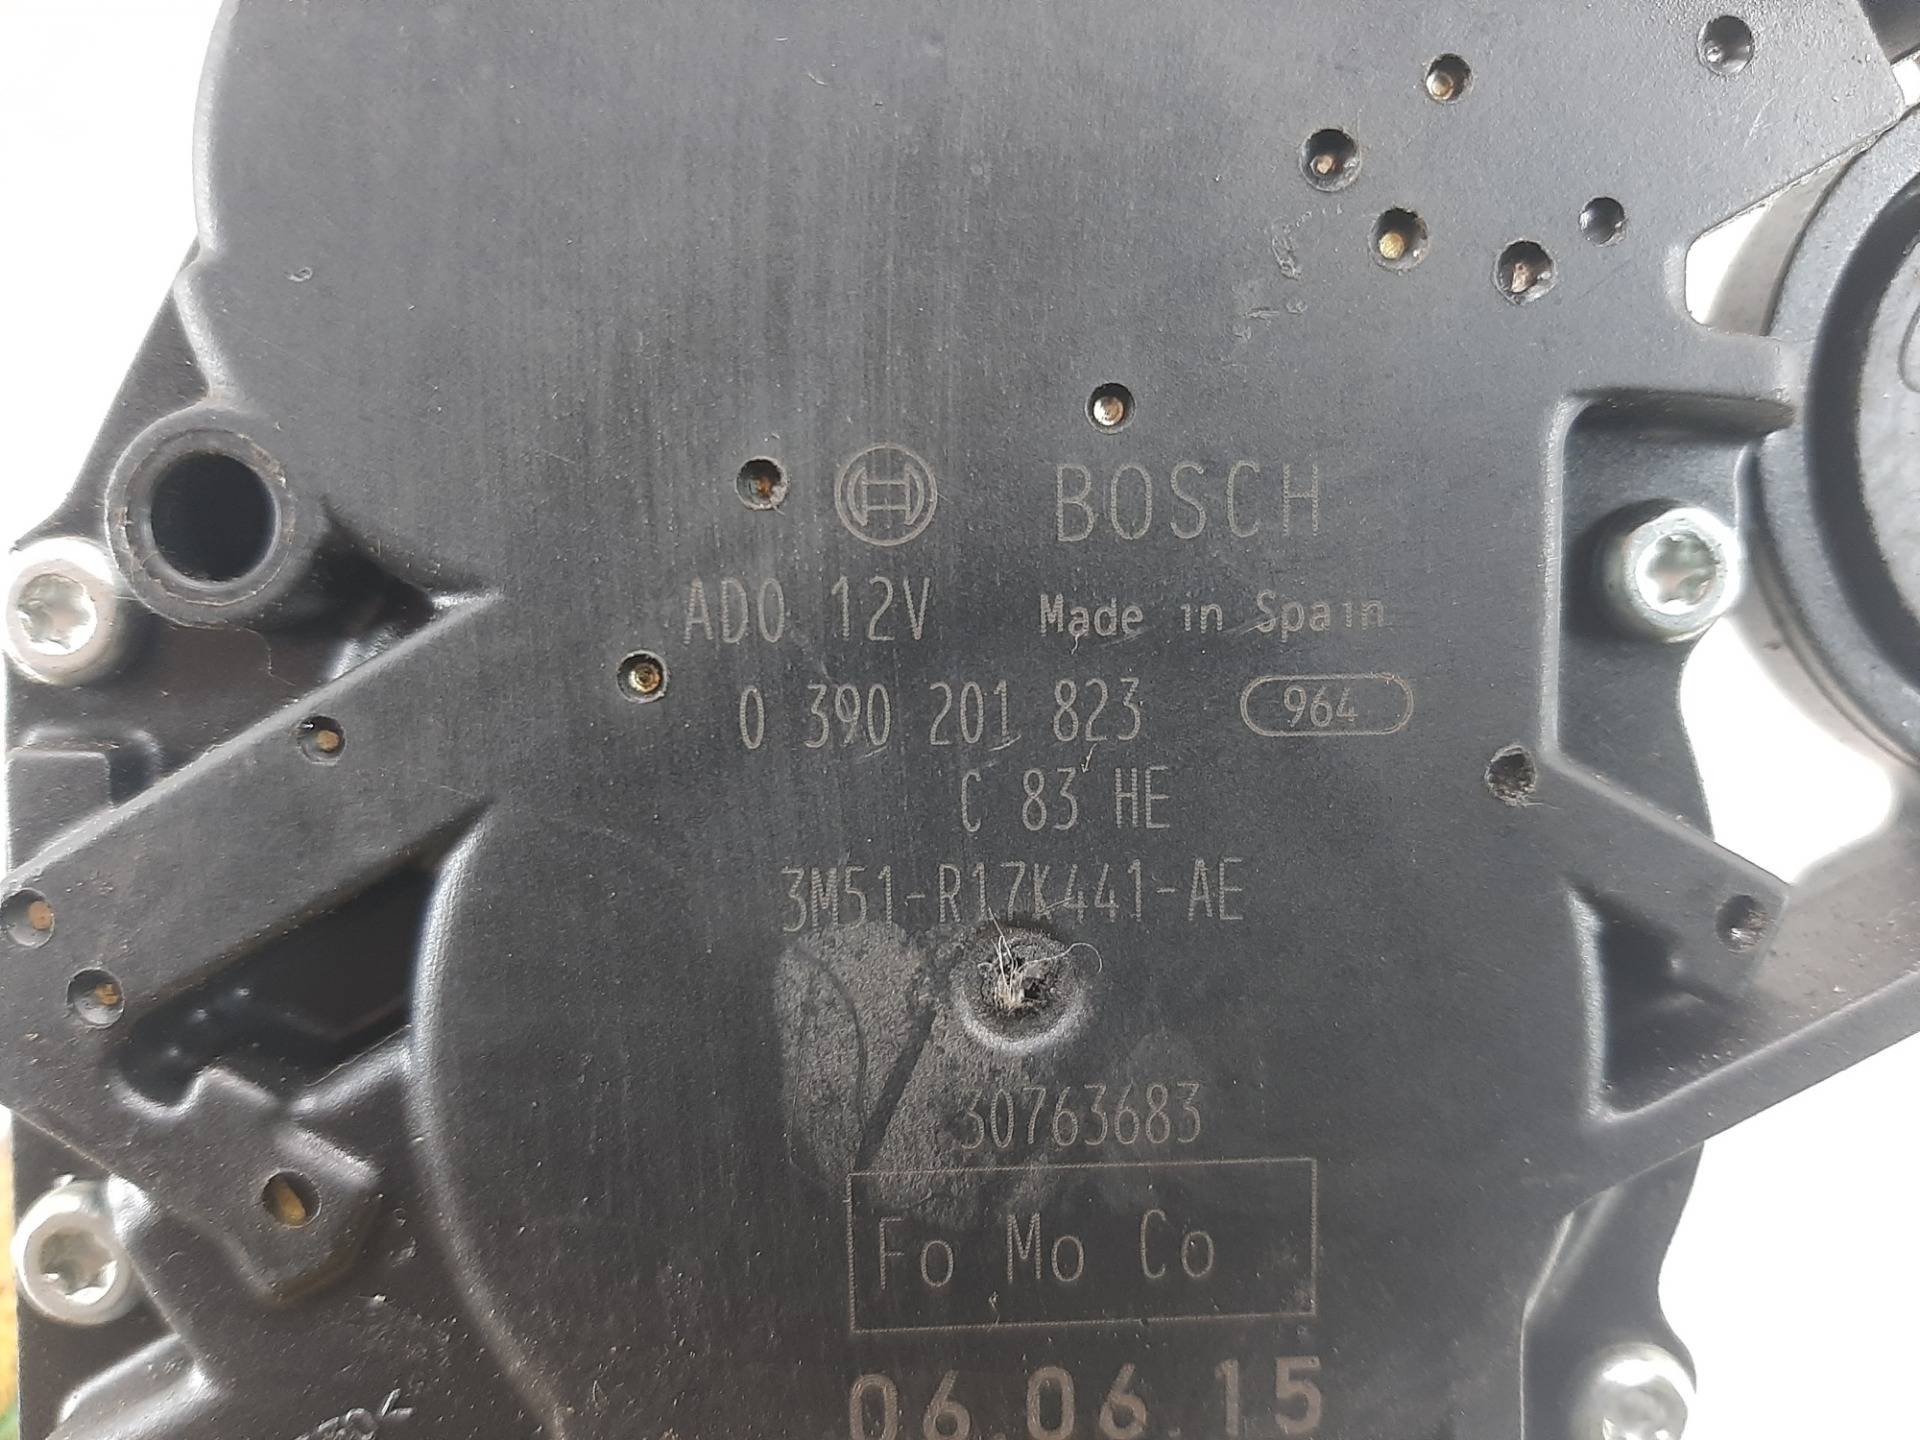 BOSCH
AD0 12V Made in Spain
0 390 201 823 964
C 83 HE
3M51-R17K441-AE
30763683
Fo Mo Co
06.06.15